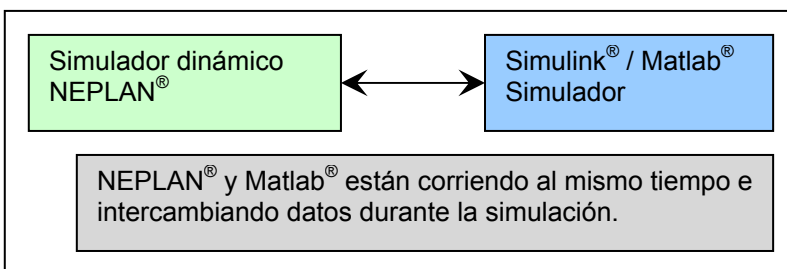 Simulador dinámico
NEPLAN®
Simulink® / Matlab®
Simulador
NEPLAN® y Matlab® están corriendo al mismo tiempo e
intercambiando datos durante la simulación.